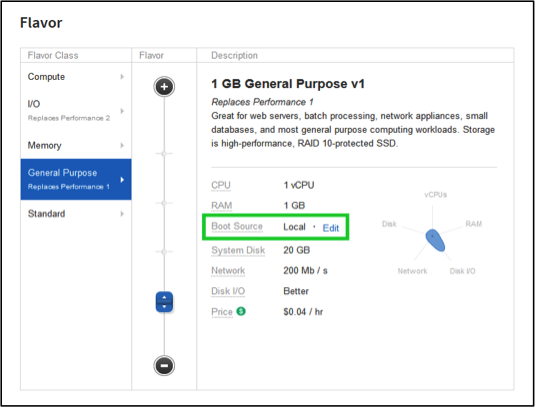 Flavor
Flavor Class
Flavor
Description
Compute
I/O
Replaces Performance 2
Memory
General Purpose
Replaces Performance 1
Standard
1 GB General Purpose v1
Replaces Performance 1
Great for web servers, batch processing, network appliances, small
databases, and most general purpose computing workloads. Storage
is high-performance, RAID 10-protected SSD.
CPU 1 vCPU
RAM 1 GB
Boot Source Local · Edit
System Disk 20 GB
Network 200 Mb / s
Disk I/O Better
Price $ $0.04 / hr
vCPUs
Disk RAM
Network Disk I/O